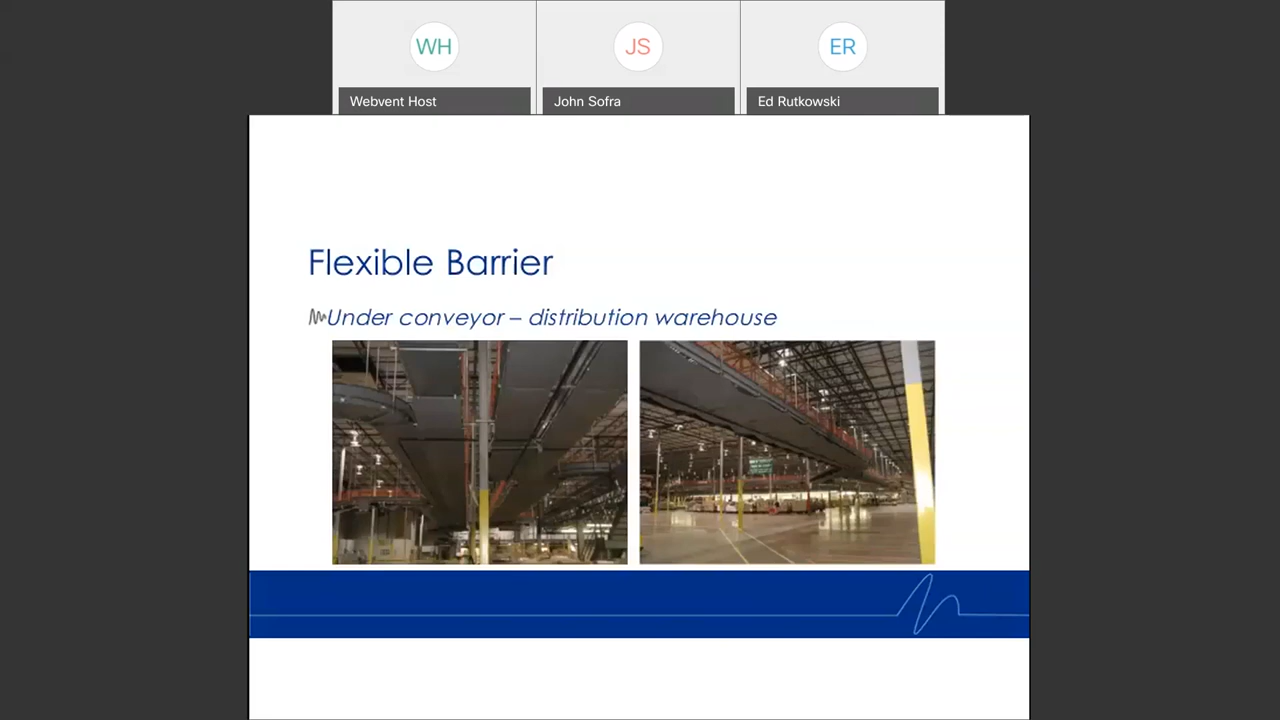 WH
JS
ER
Webvent Host
John Sofra
Ed Rutkowski
Flexible Barrier
Under conveyor – distribution warehouse